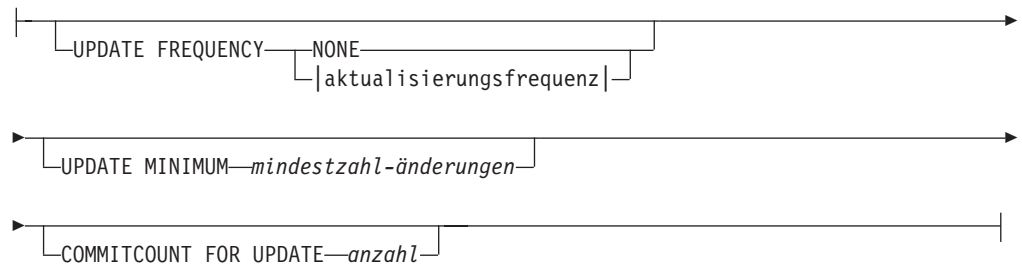 UPDATE FREQUENCY NONE
|aktualisierungsfrequenz|
UPDATE MINIMUM mindestzahl-änderungen
COMMITCOUNT FOR UPDATE anzahl